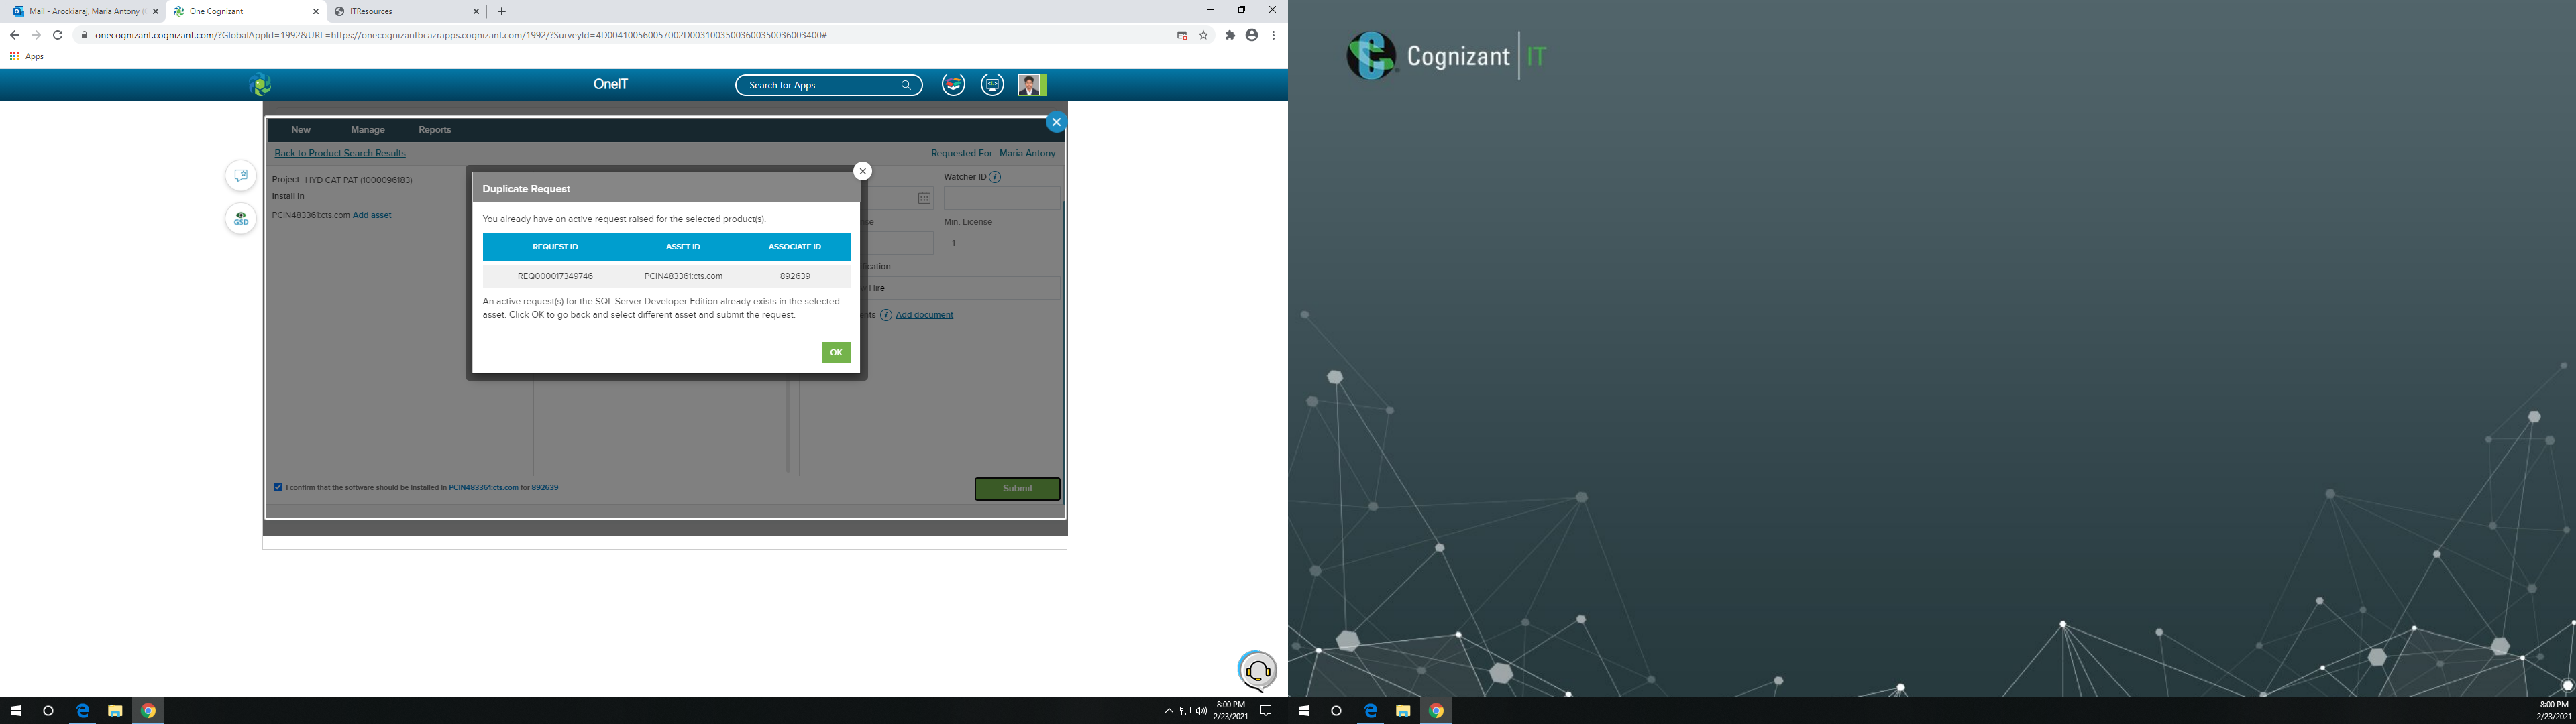 Mail - Arockiaraj, Maria Antony (
One Cognizant
ITResources
onecognizant.cognizant.com/?GlobalAppId=1992&URL=https://onecognizantbcazrapps.cognizant.com/1992/?SurveyId=4D004100560057002D0031003500360035003600340​0#
Apps
OneIT
Search for Apps
New Manage Reports
Back to Product Search Results
Requested For : Maria Antony
Project HYD CAT PAT (1000096183)
Install In
PCIN483361:cts.com Add asset
GSD
Watcher ID
Min. License
1
Add document
Duplicate Request
You already have an active request raised for the selected product(s).
REQUEST ID ASSET ID ASSOCIATE ID
REQ000017349746 PCIN483361:cts.com 892639
An active request(s) for the SQL Server Developer Edition already exists in the selected
asset. Click OK to go back and select different asset and submit the request.
OK
I confirm that the software should be installed in PCIN483361:cts.com for 892639
Submit
8:00 PM
2/23/2021
Cognizant IT
8:00 PM
2/23/2021